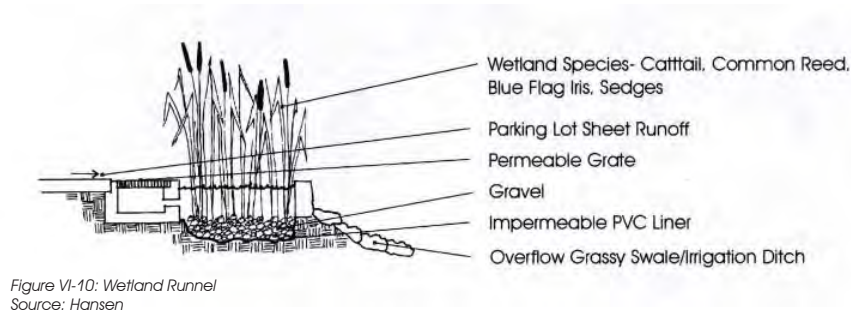 Wetland Species- Catttail, Common Reed,
Blue Flag Iris, Sedges
Parking Lot Sheet Runoff
Permeable Grate
Gravel
Impermeable PVC Liner
Overflow Grassy Swale/Irrigation Ditch
Figure VI-10: Wetland Runnel
Source: Hansen